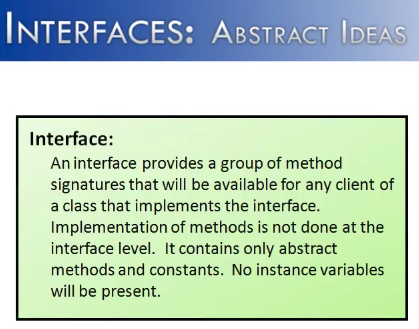 INTERFACES: ABSTRACT IDEAS
Interface:
An interface provides a group of method
signatures that will be available for any client of
a class that implements the interface.
Implementation of methods is not done at the
interface level. It contains only abstract
methods and constants. No instance variables
will be present.